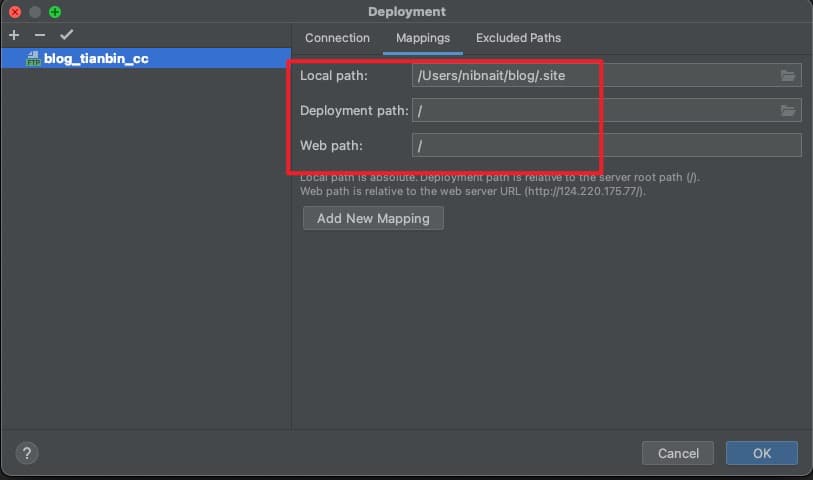 Deployment
blog_tianbin_cc
FTP
Connection Mappings Excluded Paths
Local path: /Users/nibnait/blog/.site
Deployment path: /
Web path: /
Local path is absolute. Deployment path is relative to the server root path (/).
Web path is relative to the web server URL (http://124.220.175.77/).
Add New Mapping
? Cancel OK